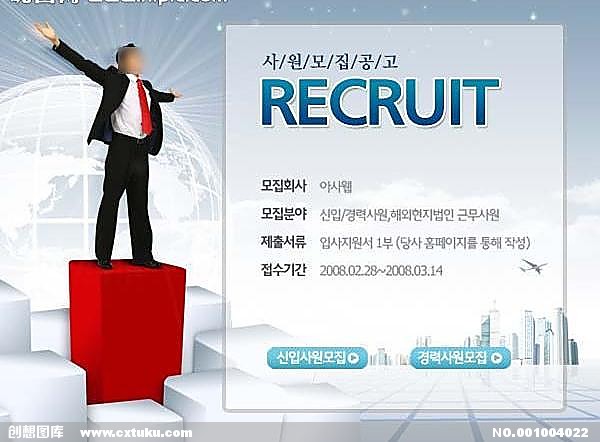 사/원/모/집/공/고
RECRUIT
모집회사 아사웹
모집분야 신입/경력사원,해외현지법인 근무사원
제출서류 입사지원서 1부 (당사 홈페이지를 통해 작성)
접수기간 2008.02.28~2008.03.14
신입사원모집
경력사원모집
创想图库 www.cxtuku.com
NO.001004022